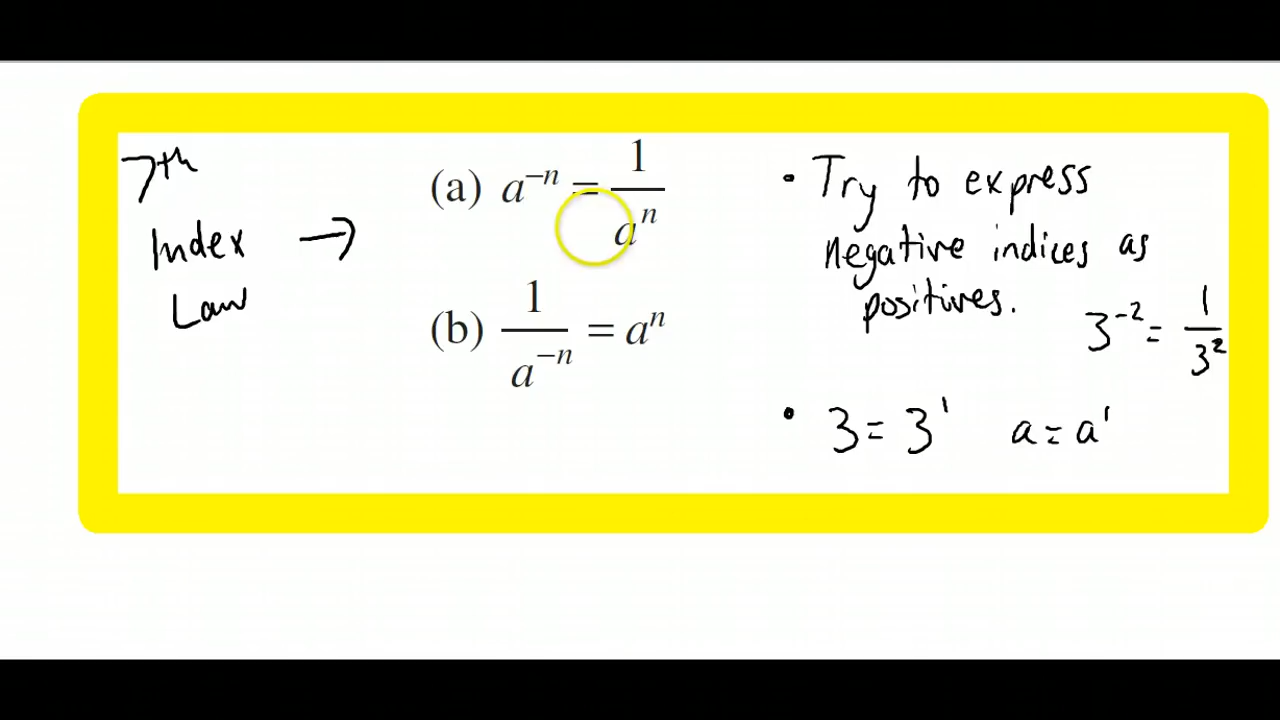 7th
Index →
Law
(a) a⁻ⁿ = 1/aⁿ
(b) 1/a⁻ⁿ = aⁿ
• Try to express
negative indices as
positives.
3⁻² = 1/3²
• 3 = 3¹ a = a¹